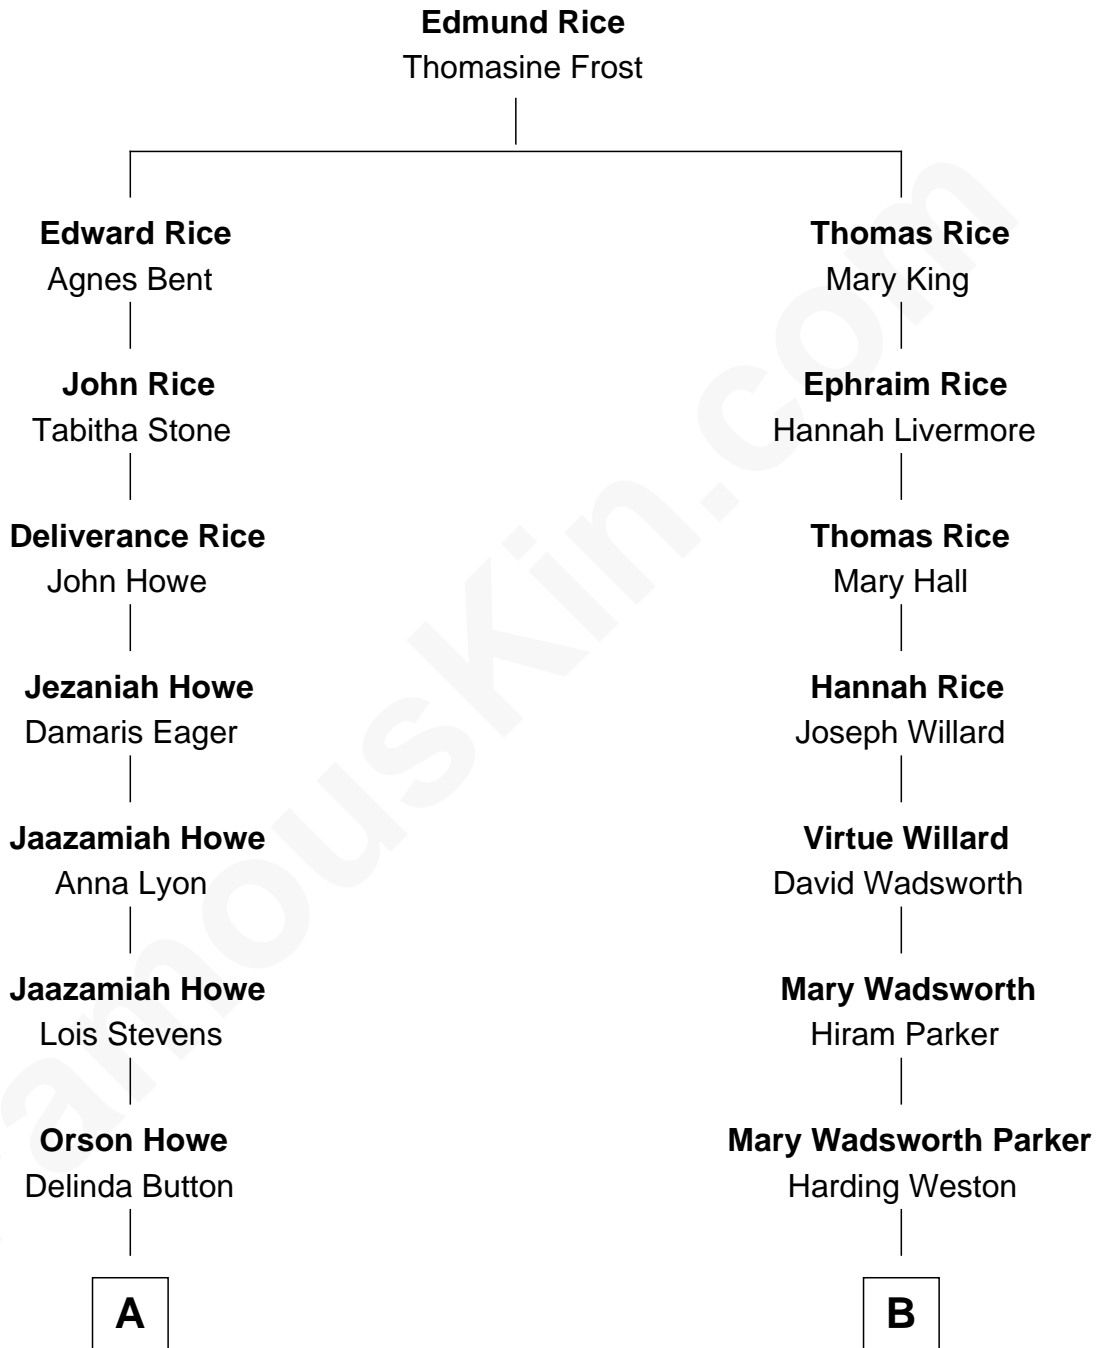 Edmund Rice
Thomasine Frost
Edward Rice
Agnes Bent
Thomas Rice
Mary King
John Rice
Tabitha Stone
Ephraim Rice
Hannah Livermore
Deliverance Rice
John Howe
Thomas Rice
Mary Hall
Jezaniah Howe
Damaris Eager
Hannah Rice
Joseph Willard
Jaazamiah Howe
Anna Lyon
Virtue Willard
David Wadsworth
Jaazamiah Howe
Lois Stevens
Mary Wadsworth
Hiram Parker
Orson Howe
Delinda Button
Mary Wadsworth Parker
Harding Weston
A
B
amousKin.com